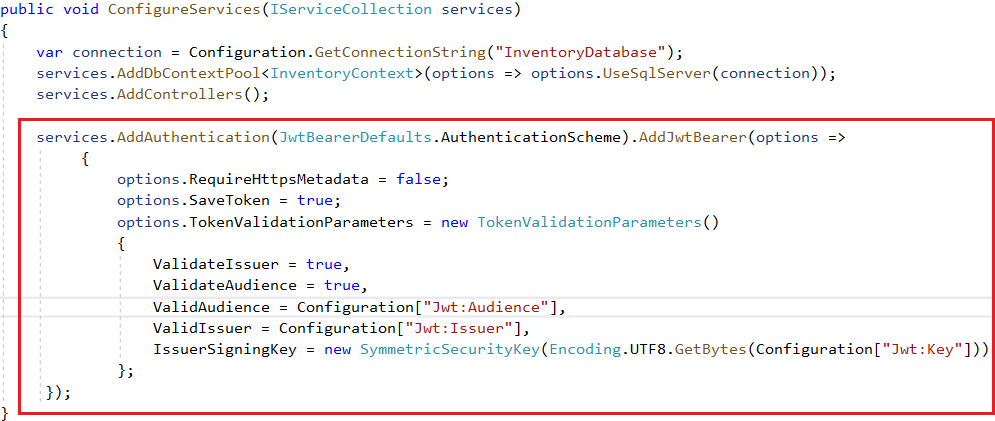 public void ConfigureServices(IServiceCollection services)
{
    var connection = Configuration.GetConnectionString("InventoryDatabase");
    services.AddDbContextPool<InventoryContext>(options => options.UseSqlServer(connection));
    services.AddControllers();
    services.AddAuthentication(JwtBearerDefaults.AuthenticationScheme).AddJwtBearer(options =>
         {
             options.RequireHttpsMetadata = false;
             options.SaveToken = true;
             options.TokenValidationParameters = new TokenValidationParameters()
             {
                 ValidateIssuer = true,
                 ValidateAudience = true,
                 ValidAudience = Configuration["Jwt:Audience"],
                 ValidIssuer = Configuration["Jwt:Issuer"],
                 IssuerSigningKey = new SymmetricSecurityKey(Encoding.UTF8.GetBytes(Configuration["Jwt:Key"]))
             };
     });
}